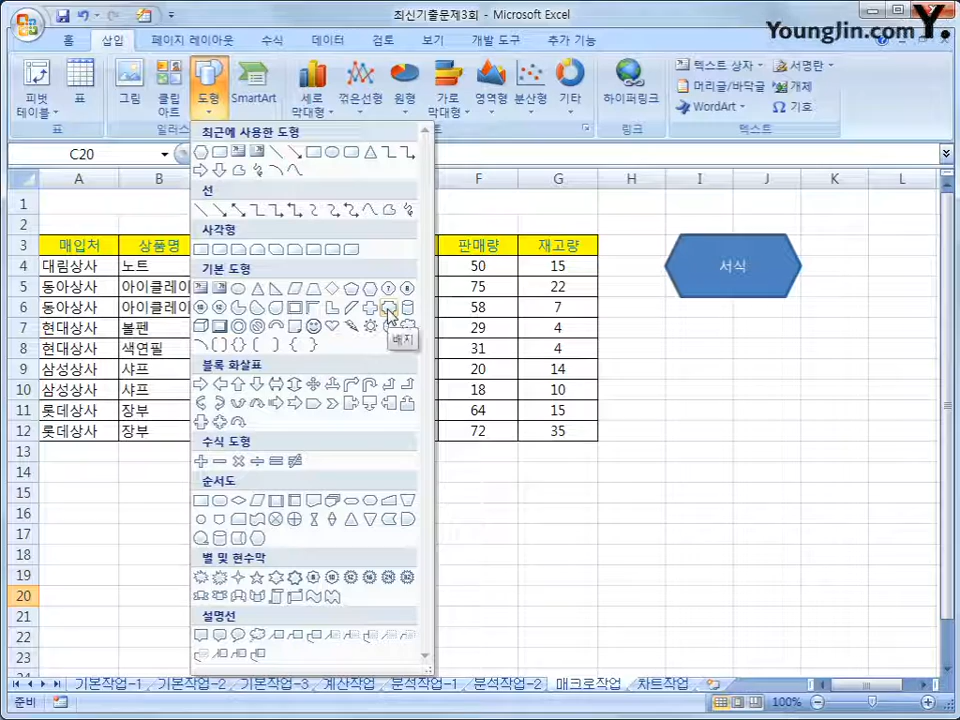 최신기출문제3회 - Microsoft Excel
YoungJin.com Y.
홈 삽입 페이지 레이아웃 수식 데이터 검토 보기 개발 도구 추가 기능
피벗 테이블 표 그림 클립 아트 도형 SmartArt 세로 막대형 꺾은선형 원형 가로 막대형 영역형 분산형 기타 하이퍼링크
텍스트 상자 서명란
머리글/바닥글 개체
WordArt Ω 기호
표 일러스 링크 텍스트
C20
최근에 사용한 도형
선
사각형
기본 도형
배지
블록 화살표
수식 도형
순서도
별 및 현수막
설명선
A B F G H I J K L
1
2
3 매입처 상품명 판매량 재고량
4 대림상사 노트 50 15
5 동아상사 아이클레이 75 22
6 동아상사 아이클레이 58 7
7 현대상사 볼펜 29 4
8 현대상사 색연필 31 4
9 삼성상사 샤프 20 14
10 삼성상사 샤프 18 10
11 롯데상사 장부 64 15
12 롯데상사 장부 72 35
13
14
15
16
17
18
19
20
21
22
23
서식
기본작업-1 기본작업-2 기본작업-3 계산작업 분석작업-1 분석작업-2 매크로작업 차트작업
준비 100%